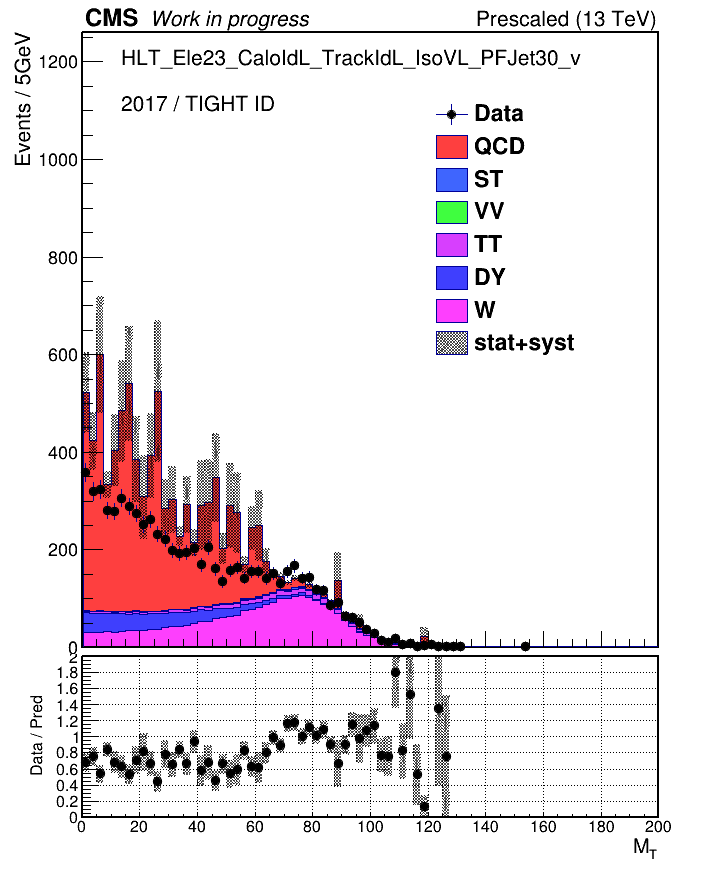 CMS Work in progress Prescaled (13 TeV)
Events / 5GeV
HLT_Ele23_CaloIdL_TrackIdL_IsoVL_PFJet30_v
2017 / TIGHT ID
Data
QCD
ST
VV
TT
DY
W
stat+syst
1200
1000
800
600
400
200
0
Data / Pred
2
1.8
1.6
1.4
1.2
1
0.8
0.6
0.4
0.2
0
0 20 40 60 80 100 120 140 160 180 200
M_T